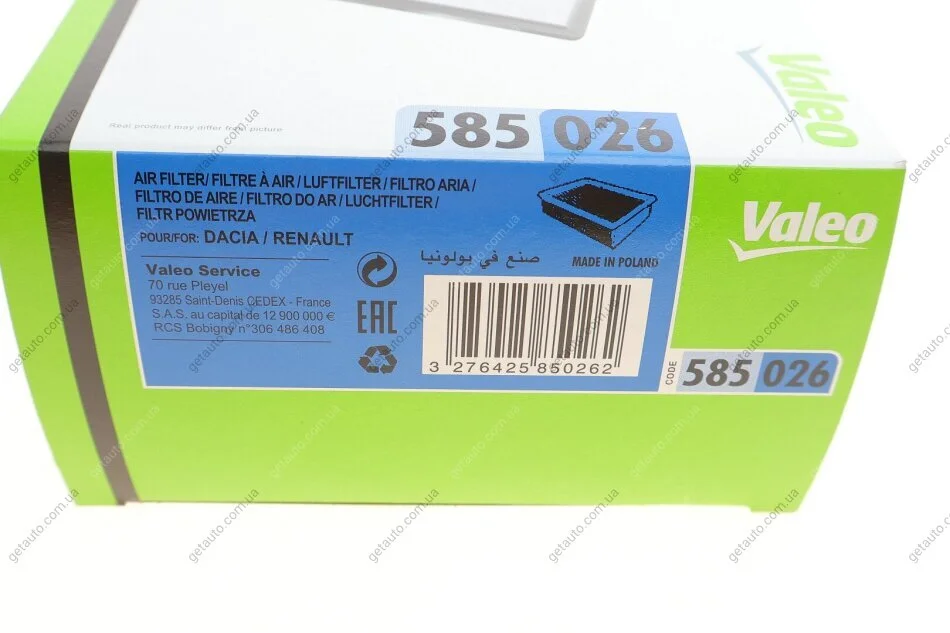 Valeo
Real product may differ from picture
585 026
AIR FILTER/ FILTRE À AIR / LUFTFILTER / FILTRO ARIA /
FILTRO DE AIRE / FILTRO DO AR / LUCHTFILTER /
FILTR POWIETRZA
POUR/FOR: DACIA / RENAULT
Valeo Service
70 rue Pleyel
93285 Saint-Denis CEDEX - France
S.A.S. au capital de 12 900 000 €
RCS Bobigny n°306 486 408
EAC
صنع في بولونيا
MADE IN POLAND
3 276425 850262
Valeo
CODE
585 026
getauto.com.ua